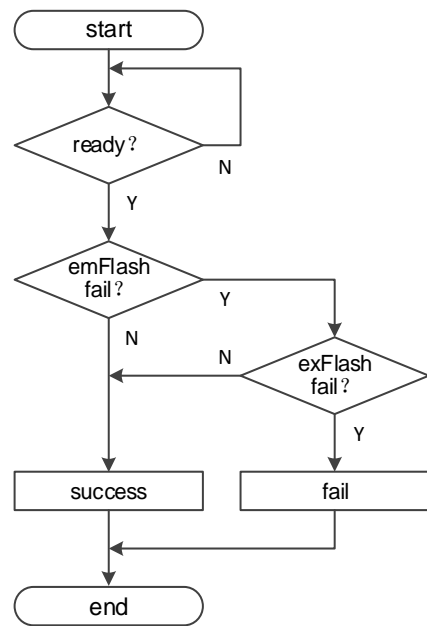 start
ready?
N
Y
emFlash
fail?
Y
N
N
exFlash
fail?
Y
success
fail
end